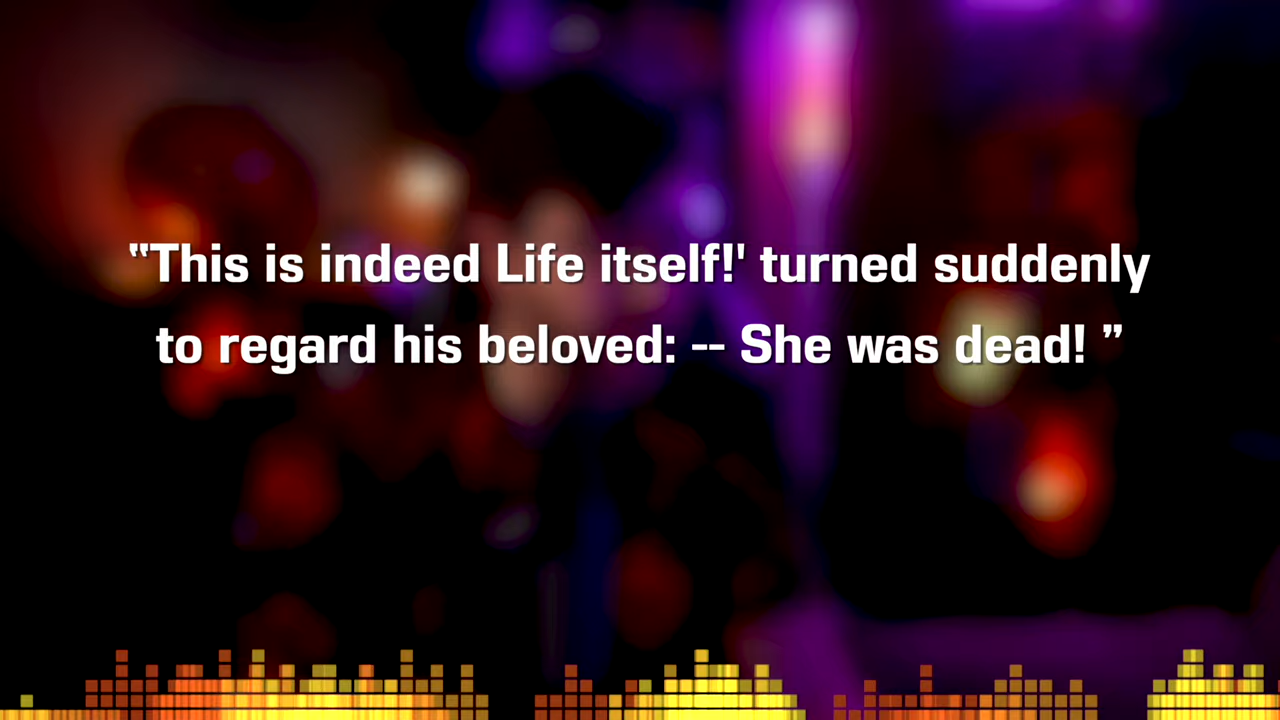 “This is indeed Life itself!' turned suddenly
to regard his beloved: -- She was dead! ”